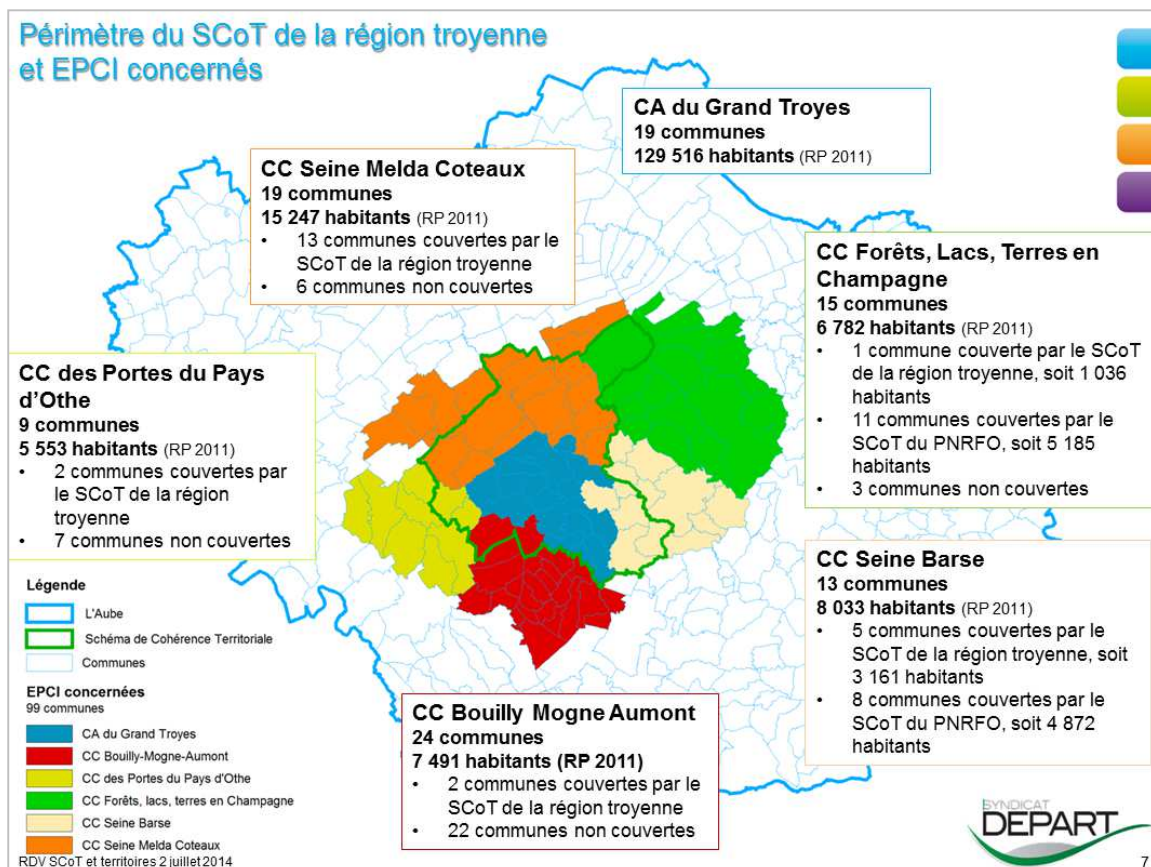 Périmètre du SCoT de la région troyenne
et EPCI concernés
CA du Grand Troyes
19 communes
129 516 habitants (RP 2011)
CC Seine Melda Coteaux
19 communes
15 247 habitants (RP 2011)
• 13 communes couvertes par le
SCoT de la région troyenne
• 6 communes non couvertes
CC Forêts, Lacs, Terres en
Champagne
15 communes
6 782 habitants (RP 2011)
• 1 commune couverte par le SCoT
de la région troyenne, soit 1 036
habitants
• 11 communes couvertes par le
SCoT du PNRFO, soit 5 185
habitants
• 3 communes non couvertes
CC des Portes du Pays
d'Othe
9 communes
5 553 habitants (RP 2011)
• 2 communes couvertes par
le SCoT de la région
troyenne
• 7 communes non couvertes
CC Seine Barse
13 communes
8 033 habitants (RP 2011)
• 5 communes couvertes par le
SCoT de la région troyenne, soit
3 161 habitants
• 8 communes couvertes par le
SCoT du PNRFO, soit 4 872
habitants
CC Bouilly Mogne Aumont
24 communes
7 491 habitants (RP 2011)
• 2 communes couvertes par le
SCoT de la région troyenne
• 22 communes non couvertes
Légende
L'Aube
Schéma de Cohérence Territoriale
Communes
EPCI concernées
99 communes
CA du Grand Troyes
CC Bouilly-Mogne-Aumont
CC des Portes du Pays d'Othe
CC Forêts, lacs, terres en Champagne
CC Seine Barse
CC Seine Melda Coteaux
RDV SCoT et territoires 2 juillet 2014
SYNDICAT
DEPART
7